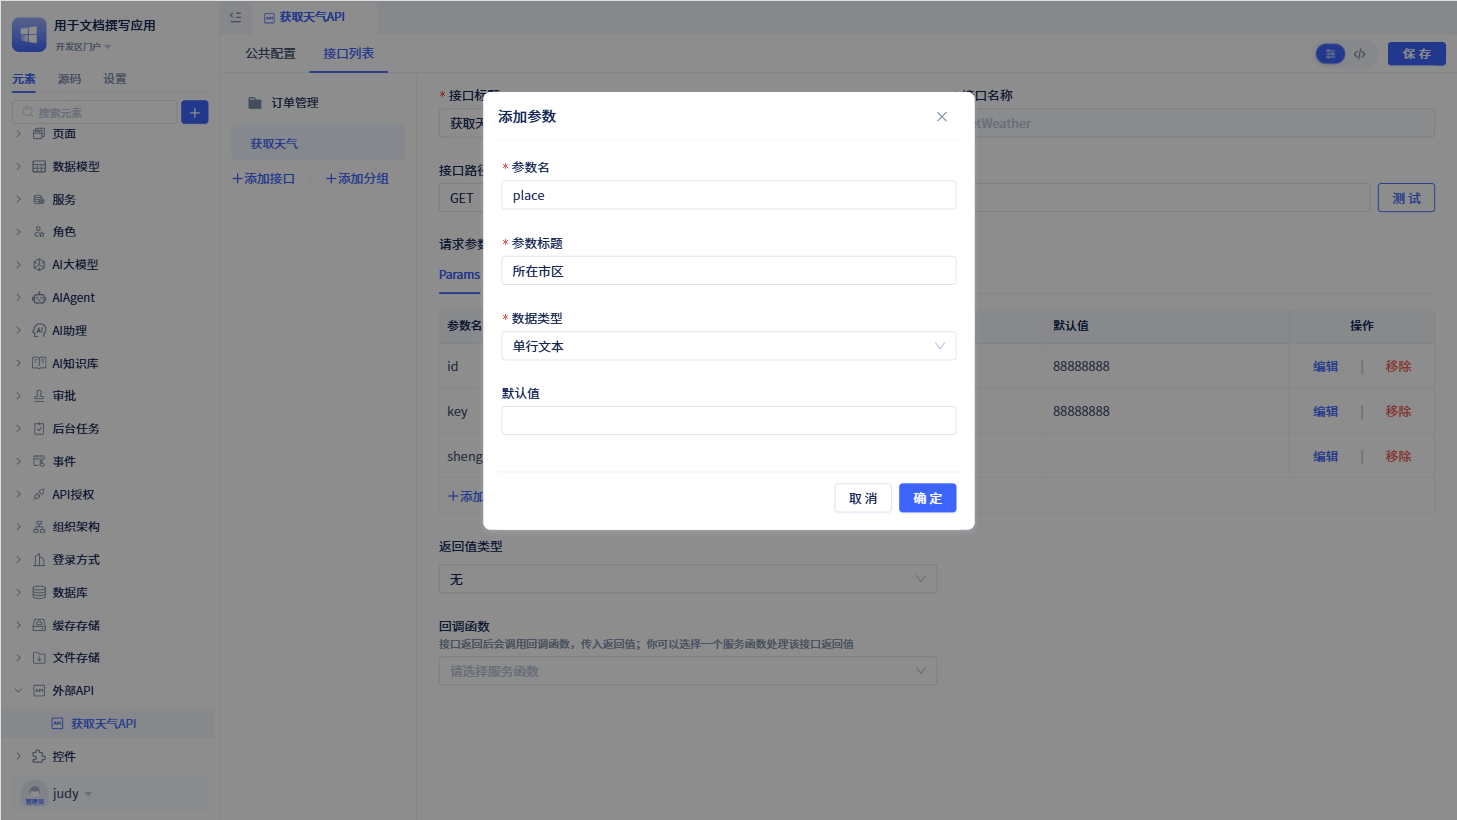 用于文档撰写应用
开发区门户
元素 源码 设置
搜索元素
页面
数据模型
服务
角色
AI大模型
AIAgent
AI助理
AI知识库
审批
后台任务
事件
API授权
组织架构
登录方式
数据库
缓存存储
文件存储
外部API
获取天气API
控件
管理员
judy
获取天气API
公共配置 接口列表
保 存
订单管理
获取天气
添加接口 添加分组
* 接口标
接口名称
获取天
tWeather
接口路径
GET
测 试
请求参数
Params
参数名 默认值 操作
id 88888888 编辑 | 移除
key 88888888 编辑 | 移除
sheng 编辑 | 移除
添加
返回值类型
无
回调函数
接口返回后会调用回调函数，传入返回值；你可以选择一个服务函数处理该接口返回值
请选择服务函数
添加参数
* 参数名
place
* 参数标题
所在市区
* 数据类型
单行文本
默认值
取 消 确 定